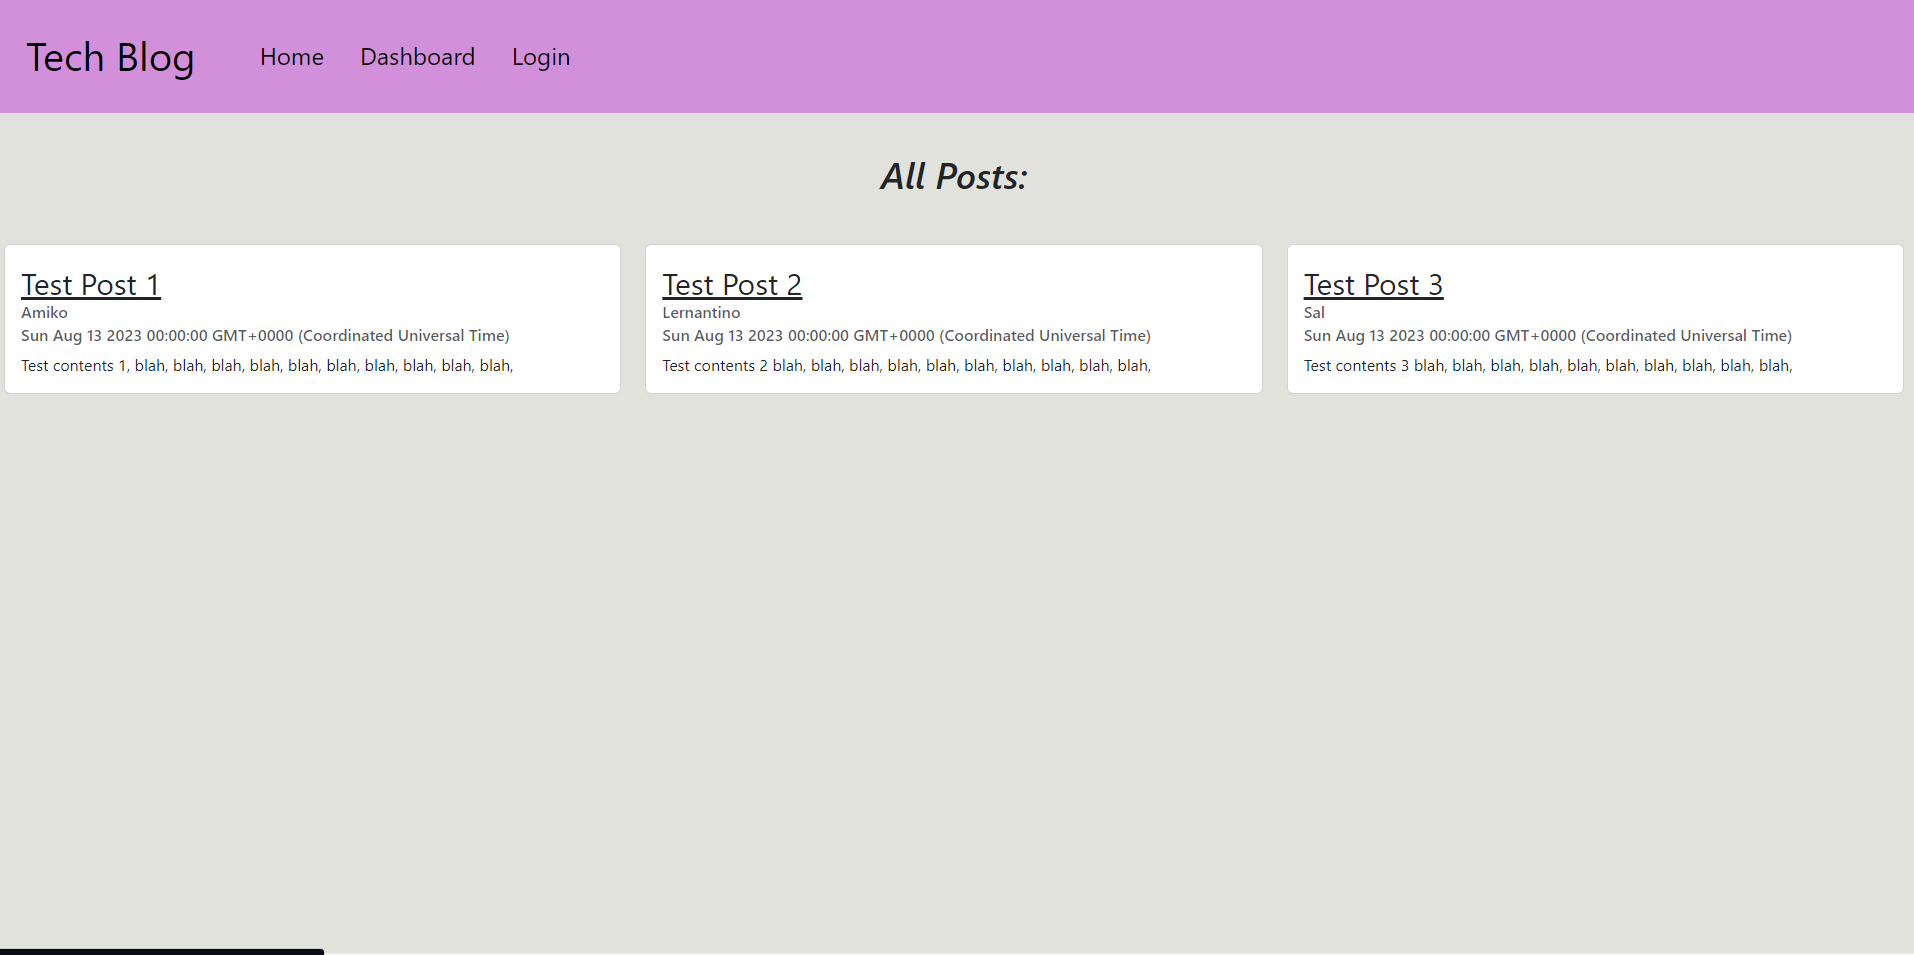 Tech Blog Home Dashboard Login
All Posts:
Test Post 1
Amiko
Sun Aug 13 2023 00:00:00 GMT+0000 (Coordinated Universal Time)
Test contents 1, blah, blah, blah, blah, blah, blah, blah, blah, blah, blah,
Test Post 2
Lernantino
Sun Aug 13 2023 00:00:00 GMT+0000 (Coordinated Universal Time)
Test contents 2 blah, blah, blah, blah, blah, blah, blah, blah, blah, blah,
Test Post 3
Sal
Sun Aug 13 2023 00:00:00 GMT+0000 (Coordinated Universal Time)
Test contents 3 blah, blah, blah, blah, blah, blah, blah, blah, blah, blah,